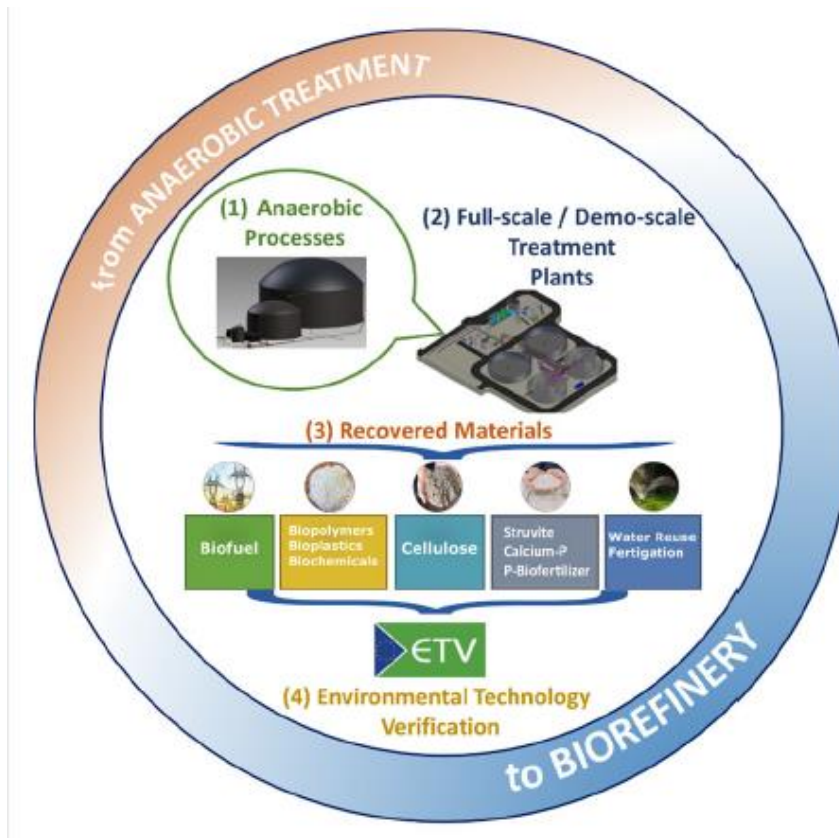 from ANAEROBIC TREATMENT
(1) Anaerobic
Processes
(2) Full-scale / Demo-scale
Treatment
Plants
(3) Recovered Materials
Biofuel
Biopolymers
Bioplastics
Biochemicals
Cellulose
Struvite
Calcium-P
P-Biofertilizer
Water Reuse
Fertigation
ETV
(4) Environmental Technology
Verification
to BIOREFINERY